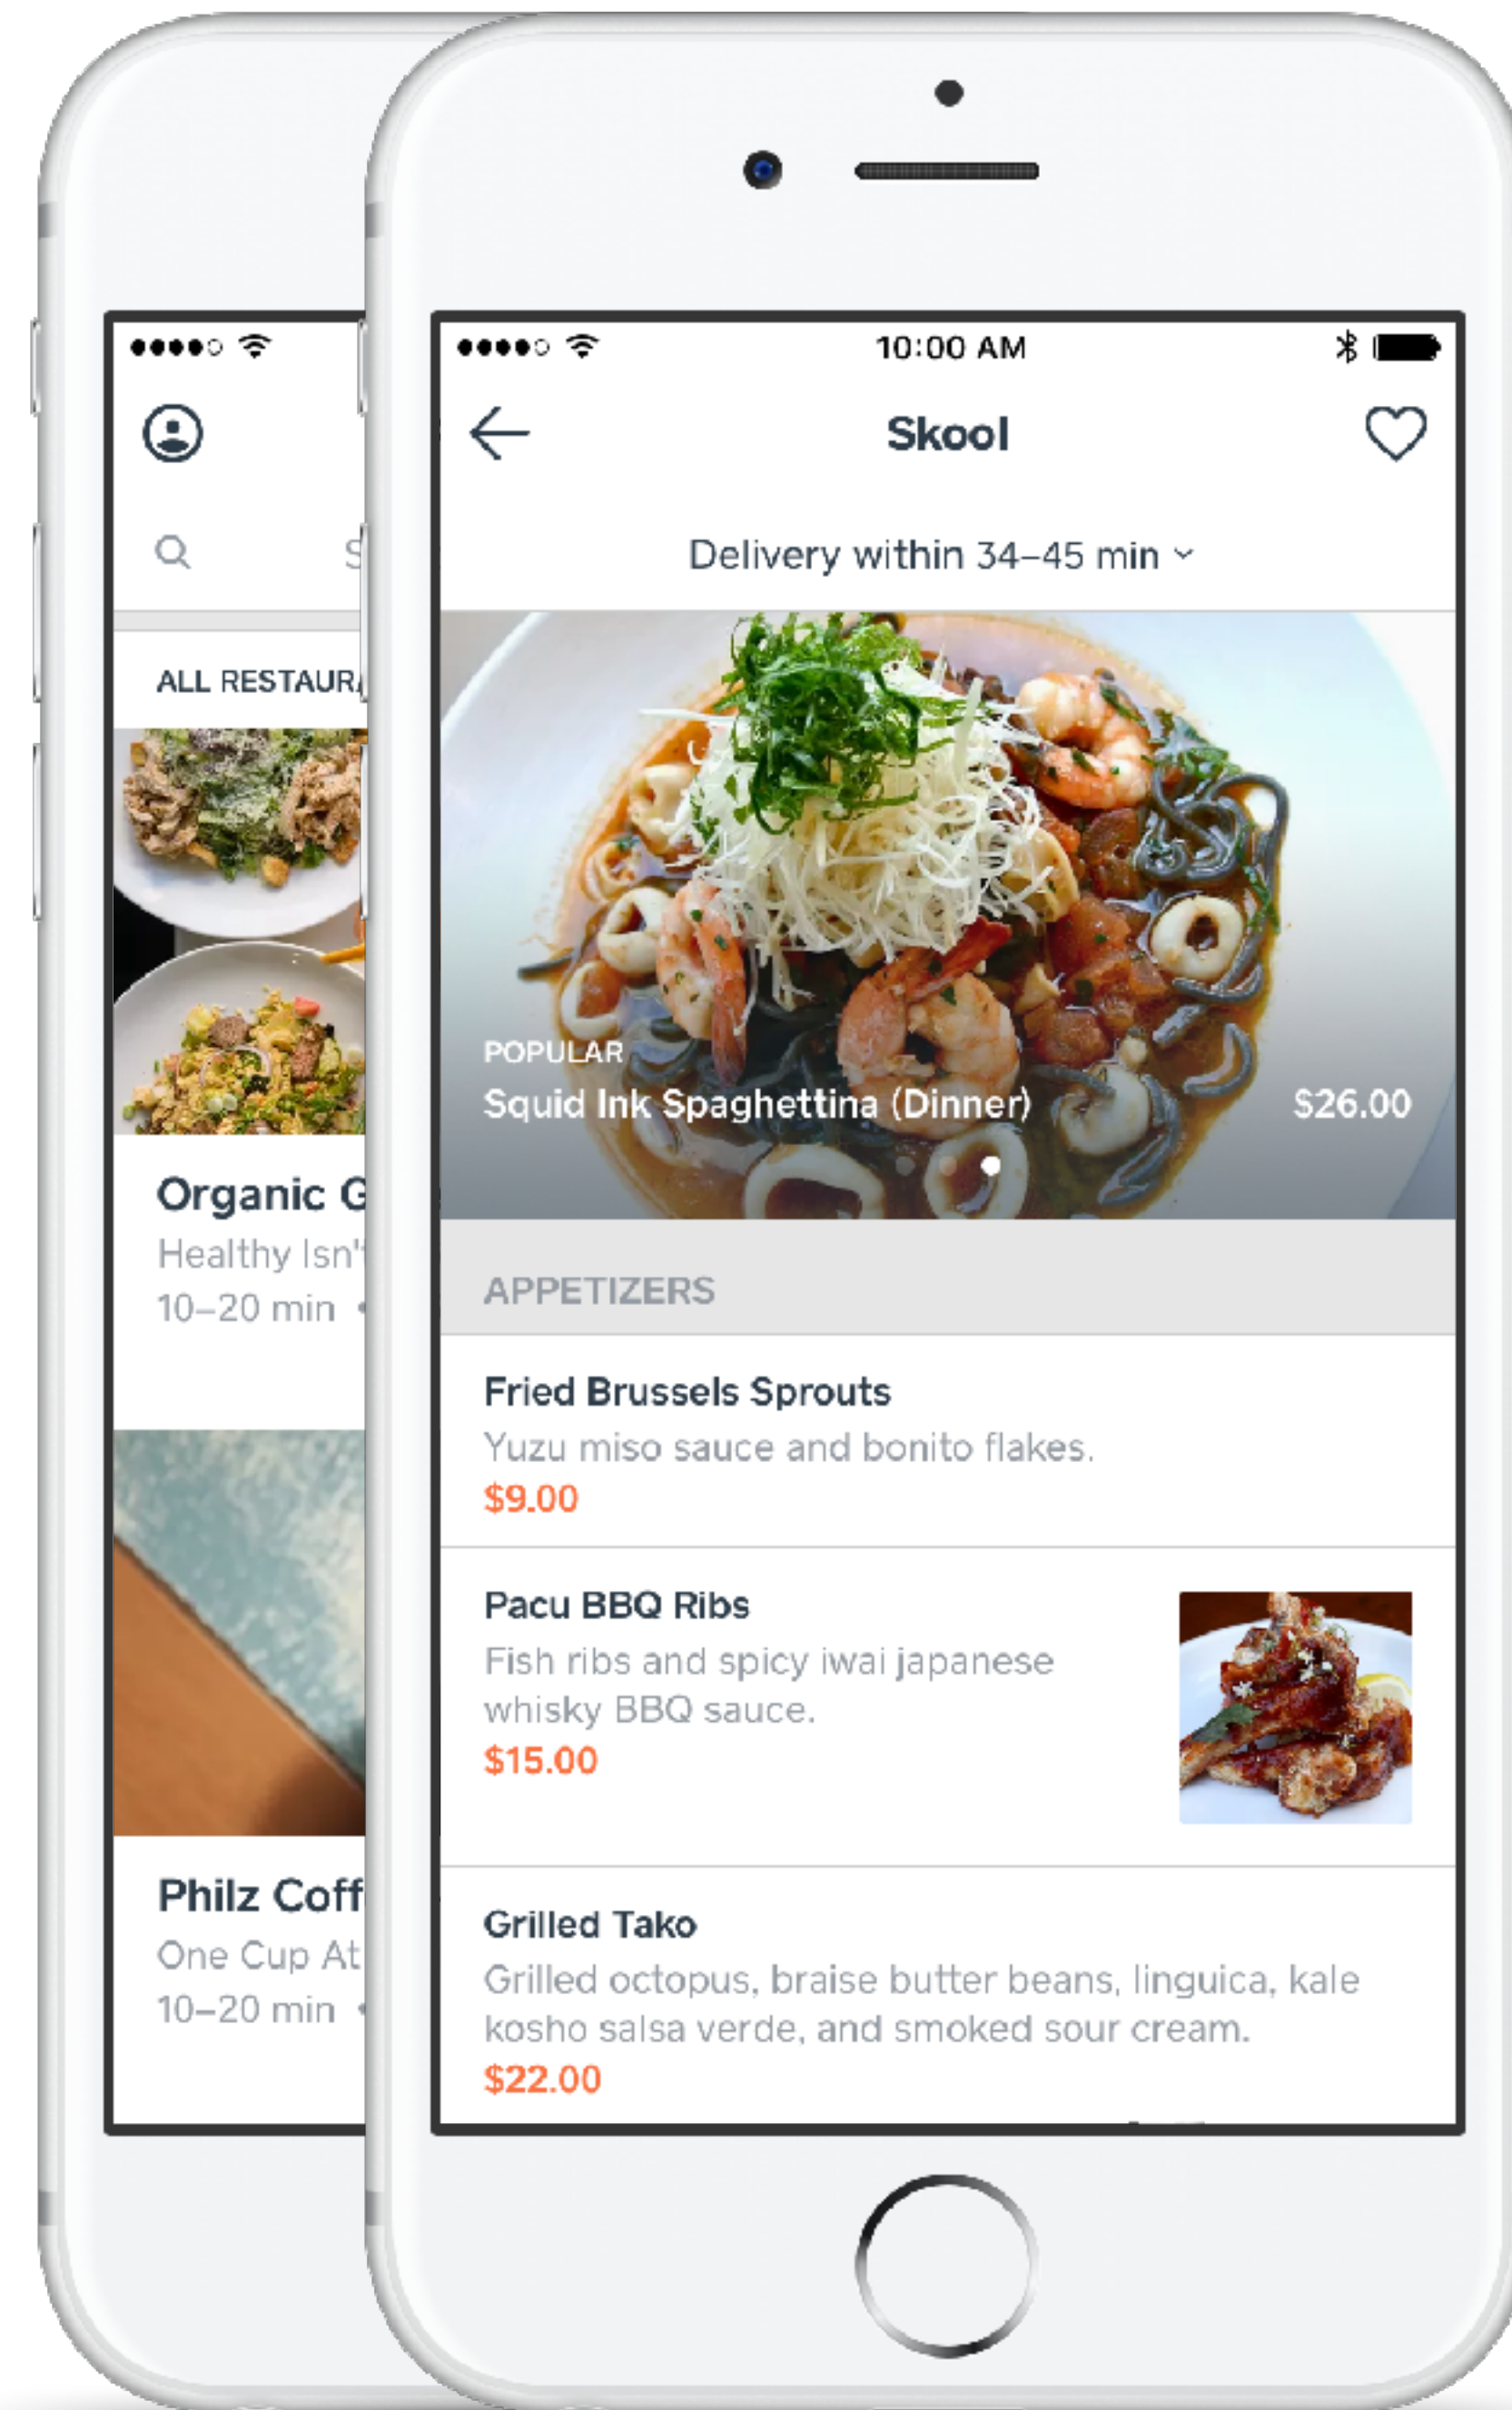 ALL
Organic
Healthy
10–20 min •
Philz
One Cup At
10–20 min •
10:00 AM
Skool
Delivery within 34–45 min
POPULAR
Squid Ink Spaghettina (Dinner) $26.00
APPETIZERS
Fried Brussels Sprouts
Yuzu miso sauce and bonito flakes.
$9.00
Pacu BBQ Ribs
Fish ribs and spicy iwai japanese
whisky BBQ sauce.
$15.00
Grilled Tako
Grilled octopus, braise butter beans, linguica, kale
kosho salsa verde, and smoked sour cream.
$22.00